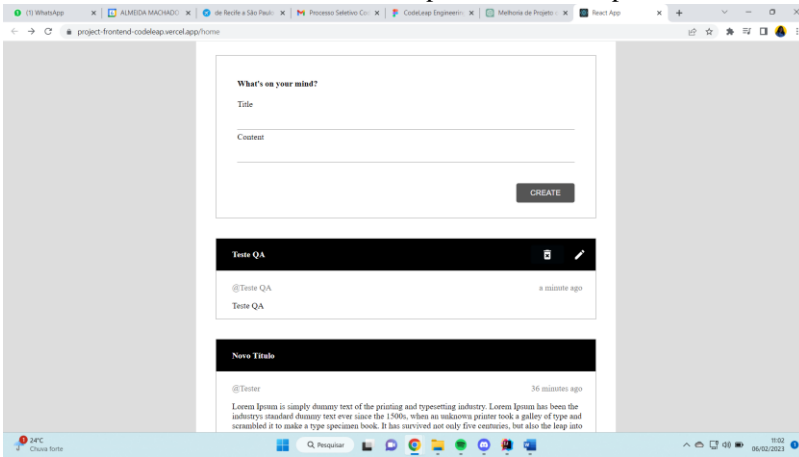 (1) WhatsApp
ALMEIDA MACHADO
de Recife a São Paulo
Processo Seletivo Co
CodeLeap Engineerin
Melhoria de Projeto
React App
project-frontend-codeleap.vercel.app/home
What's on your mind?
Title
Content
CREATE
Teste QA
@Teste QA
a minute ago
Teste QA
Novo Título
@Tester
36 minutes ago
Lorem Ipsum is simply dummy text of the printing and typesetting industry. Lorem Ipsum has been the
industrys standard dummy text ever since the 1500s, when an unknown printer took a galley of type and
scrambled it to make a type specimen book. It has survived not only five centuries, but also the leap into
24°C
Chuva forte
Pesquisar
11:02
06/02/2023